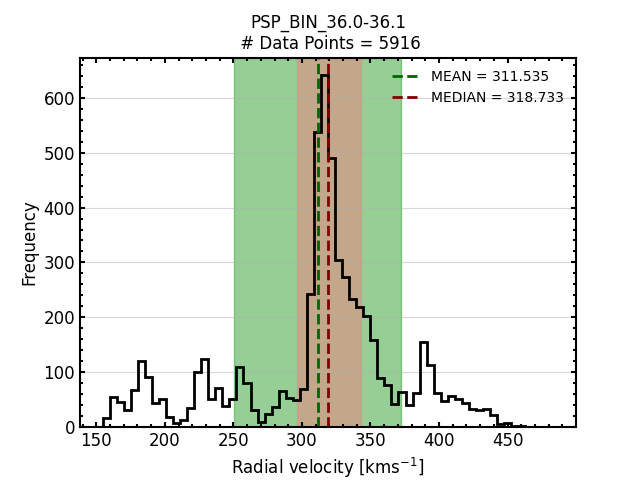 PSP_BIN_36.0-36.1
# Data Points = 5916
MEAN = 311.535
MEDIAN = 318.733
Frequency
600
500
400
300
200
100
0
150 200 250 300 350 400 450
Radial velocity [kms⁻¹]